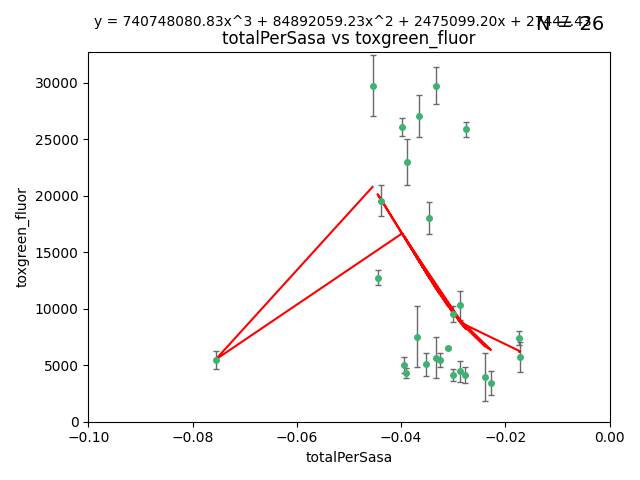 y = 740748080.83x^3 + 84892059.23x^2 + 2475099.20x +
N = 26
totalPerSasa vs toxgreen_fluor
30000
25000
20000
15000
10000
5000
0
toxgreen_fluor
−0.10
−0.08
−0.06
−0.04
−0.02
0.00
totalPerSasa